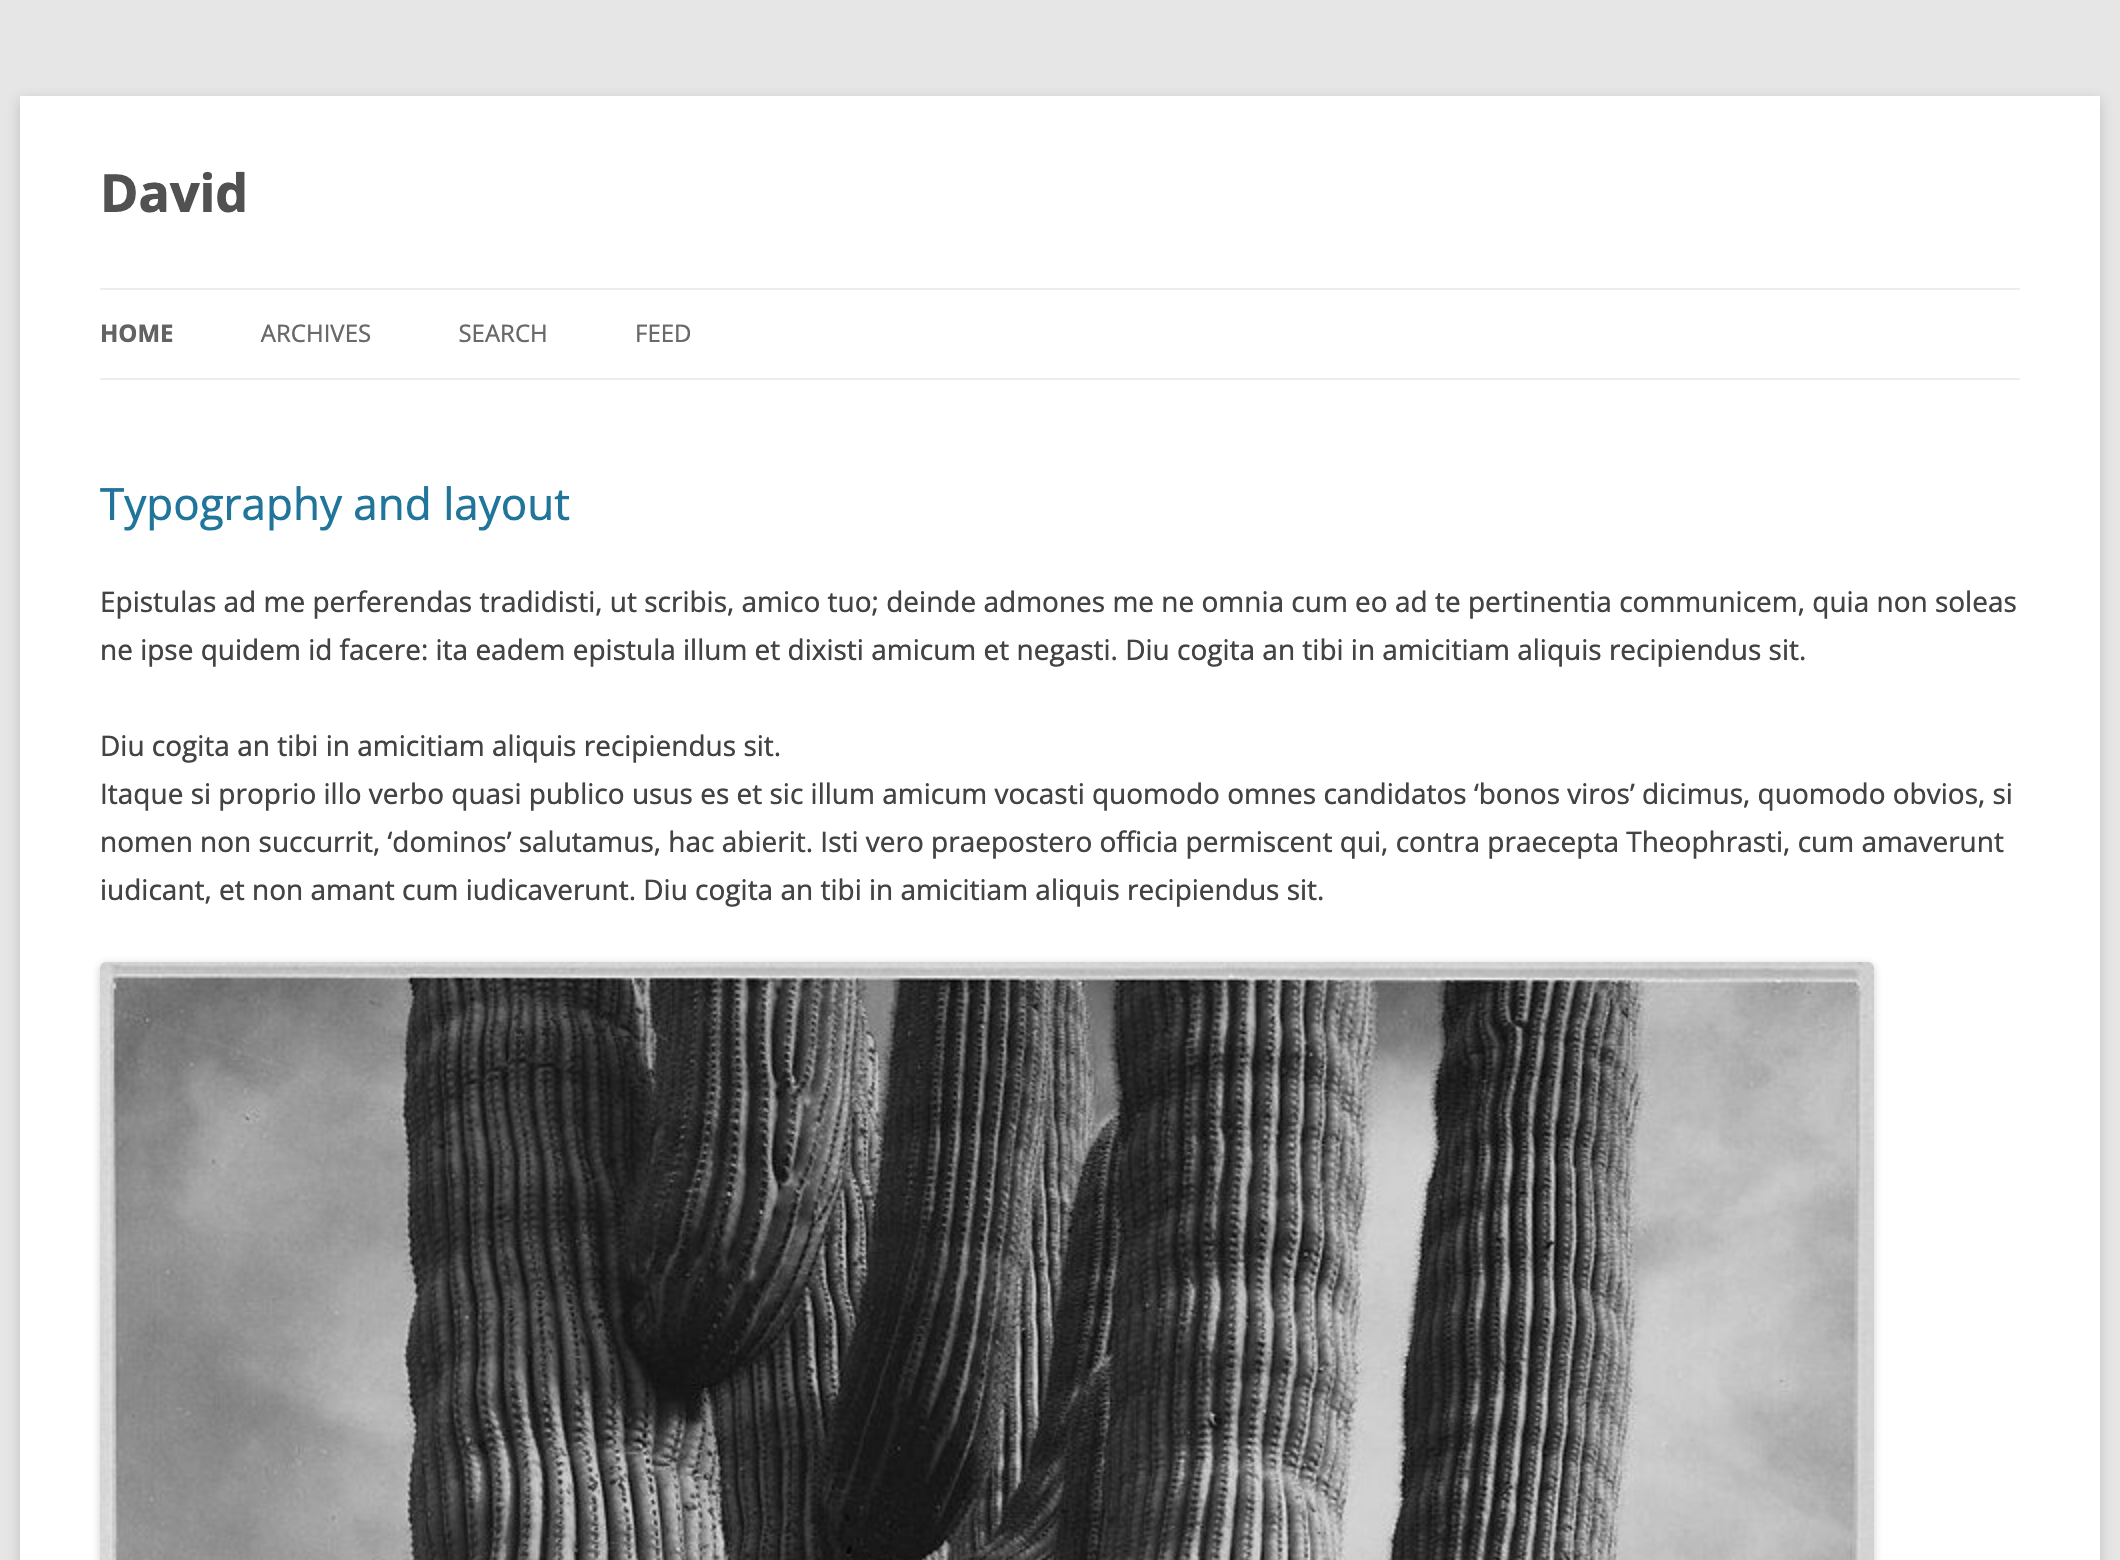 David
HOME ARCHIVES SEARCH FEED
Typography and layout
Epistulas ad me perferendas tradidisti, ut scribis, amico tuo; deinde admones me ne omnia cum eo ad te pertinentia communicem, quia non soleas
ne ipse quidem id facere: ita eadem epistula illum et dixisti amicum et negasti. Diu cogita an tibi in amicitiam aliquis recipiendus sit.
Diu cogita an tibi in amicitiam aliquis recipiendus sit.
Itaque si proprio illo verbo quasi publico usus es et sic illum amicum vocasti quomodo omnes candidatos ‘bonos viros’ dicimus, quomodo obvios, si
nomen non succurrit, ‘dominos’ salutamus, hac abierit. Isti vero praepostero officia permiscent qui, contra praecepta Theophrasti, cum amaverunt
iudicant, et non amant cum iudicaverunt. Diu cogita an tibi in amicitiam aliquis recipiendus sit.